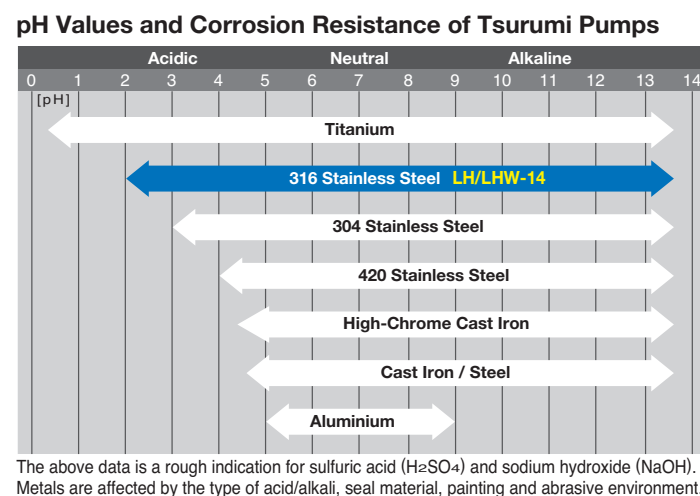 pH Values and Corrosion Resistance of Tsurumi Pumps
Acidic Neutral Alkaline
0 1 2 3 4 5 6 7 8 9 10 11 12 13 14
[pH]
Titanium
316 Stainless Steel LH/LHW-14
304 Stainless Steel
420 Stainless Steel
High-Chrome Cast Iron
Cast Iron / Steel
Aluminium
The above data is a rough indication for sulfuric acid (H₂SO₄) and sodium hydroxide (NaOH).
Metals are affected by the type of acid/alkali, seal material, painting and abrasive environment